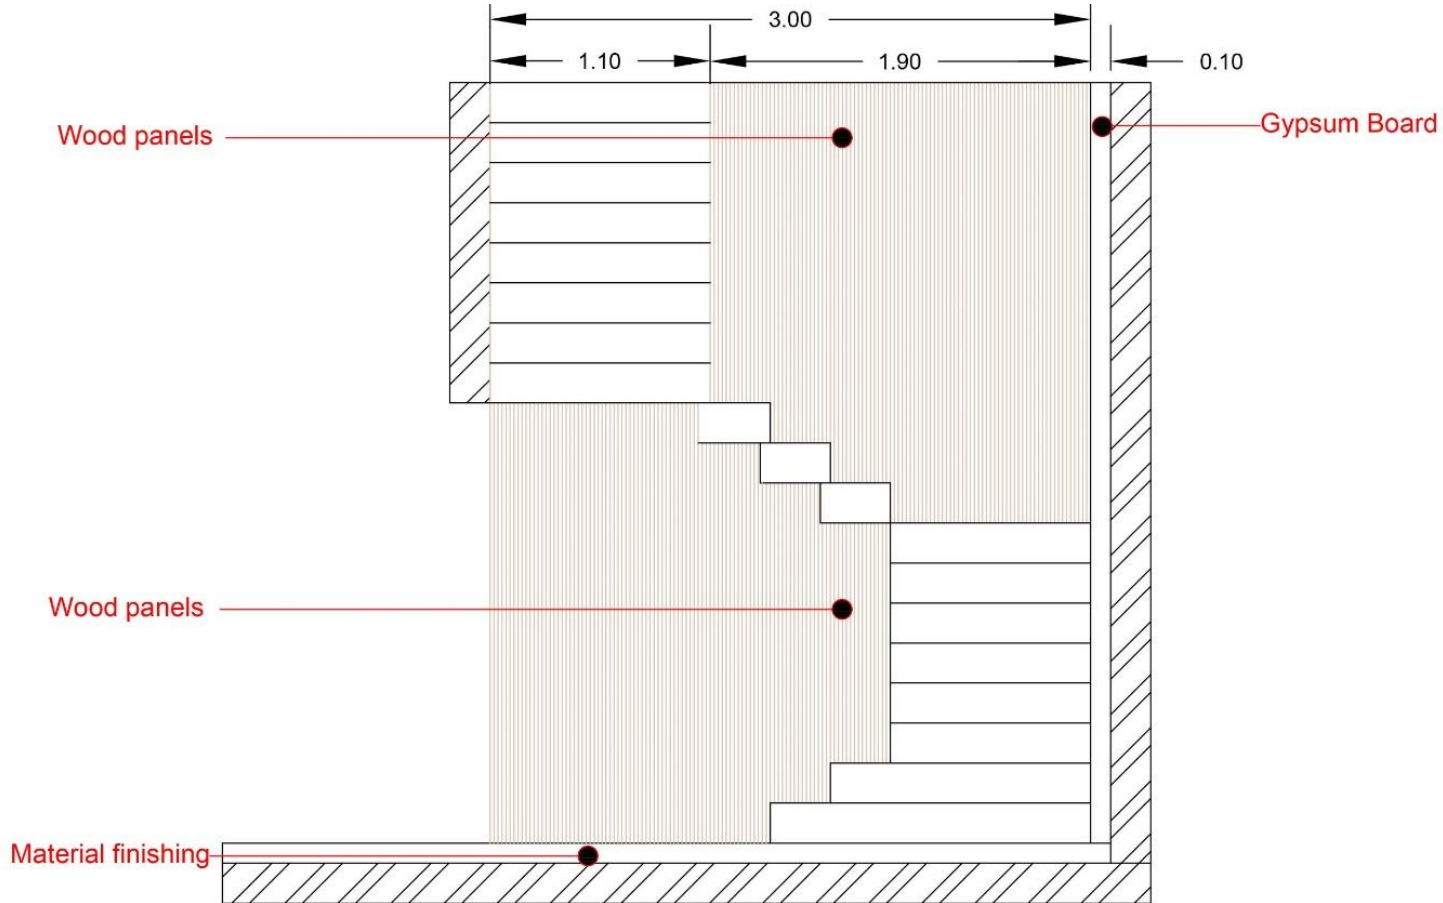 3.00
1.10
1.90
0.10
Wood panels
Gypsum Board
Wood panels
Material finishing